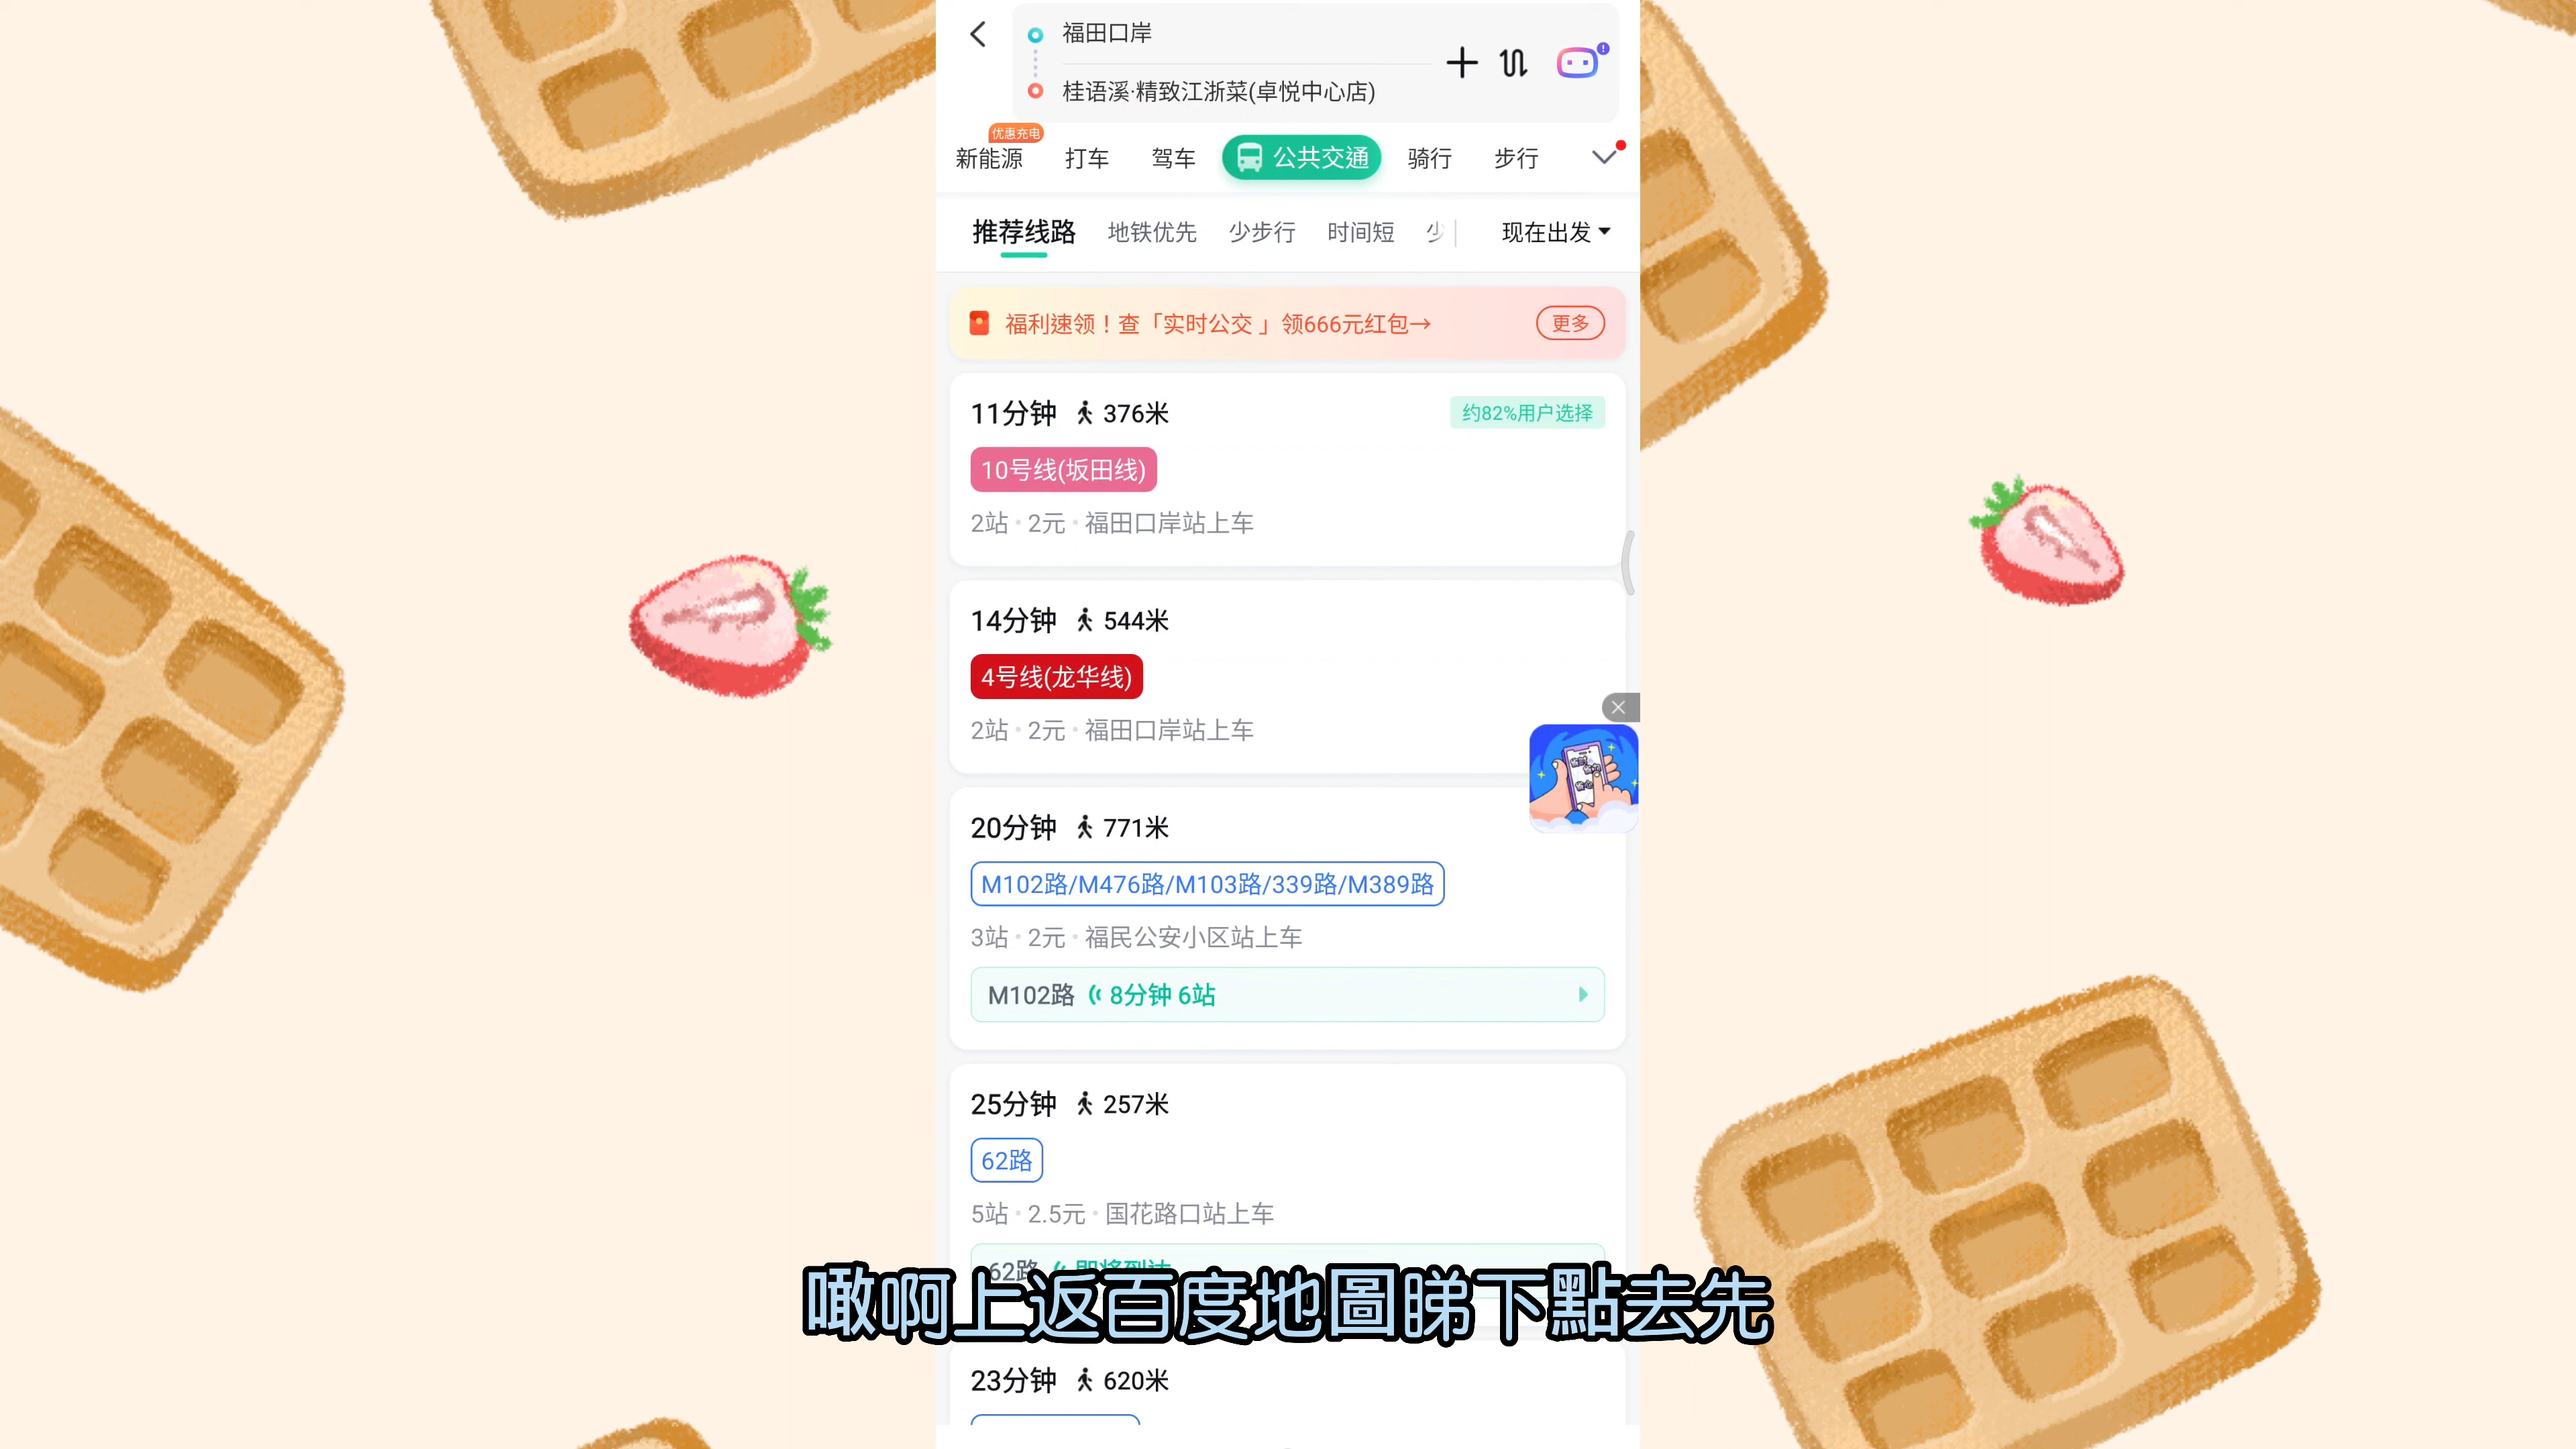 福田口岸
桂语溪·精致江浙菜(卓悦中心店)
优惠充电
新能源 打车 驾车 公共交通 骑行 步行
推荐线路 地铁优先 少步行 时间短 少 现在出发
福利速领！查「实时公交」领666元红包→ 更多
11分钟 376米 约82%用户选择
10号线(坂田线)
2站·2元·福田口岸站上车
14分钟 544米
4号线(龙华线)
2站·2元·福田口岸站上车
20分钟 771米
M102路/M476路/M103路/339路/M389路
3站·2元·福民公安小区站上车
M102路 8分钟 6站
25分钟 257米
62路
5站·2.5元·国花路口站上车
62路 即将到达
噉啊上返百度地圖睇下點去先
23分钟 620米